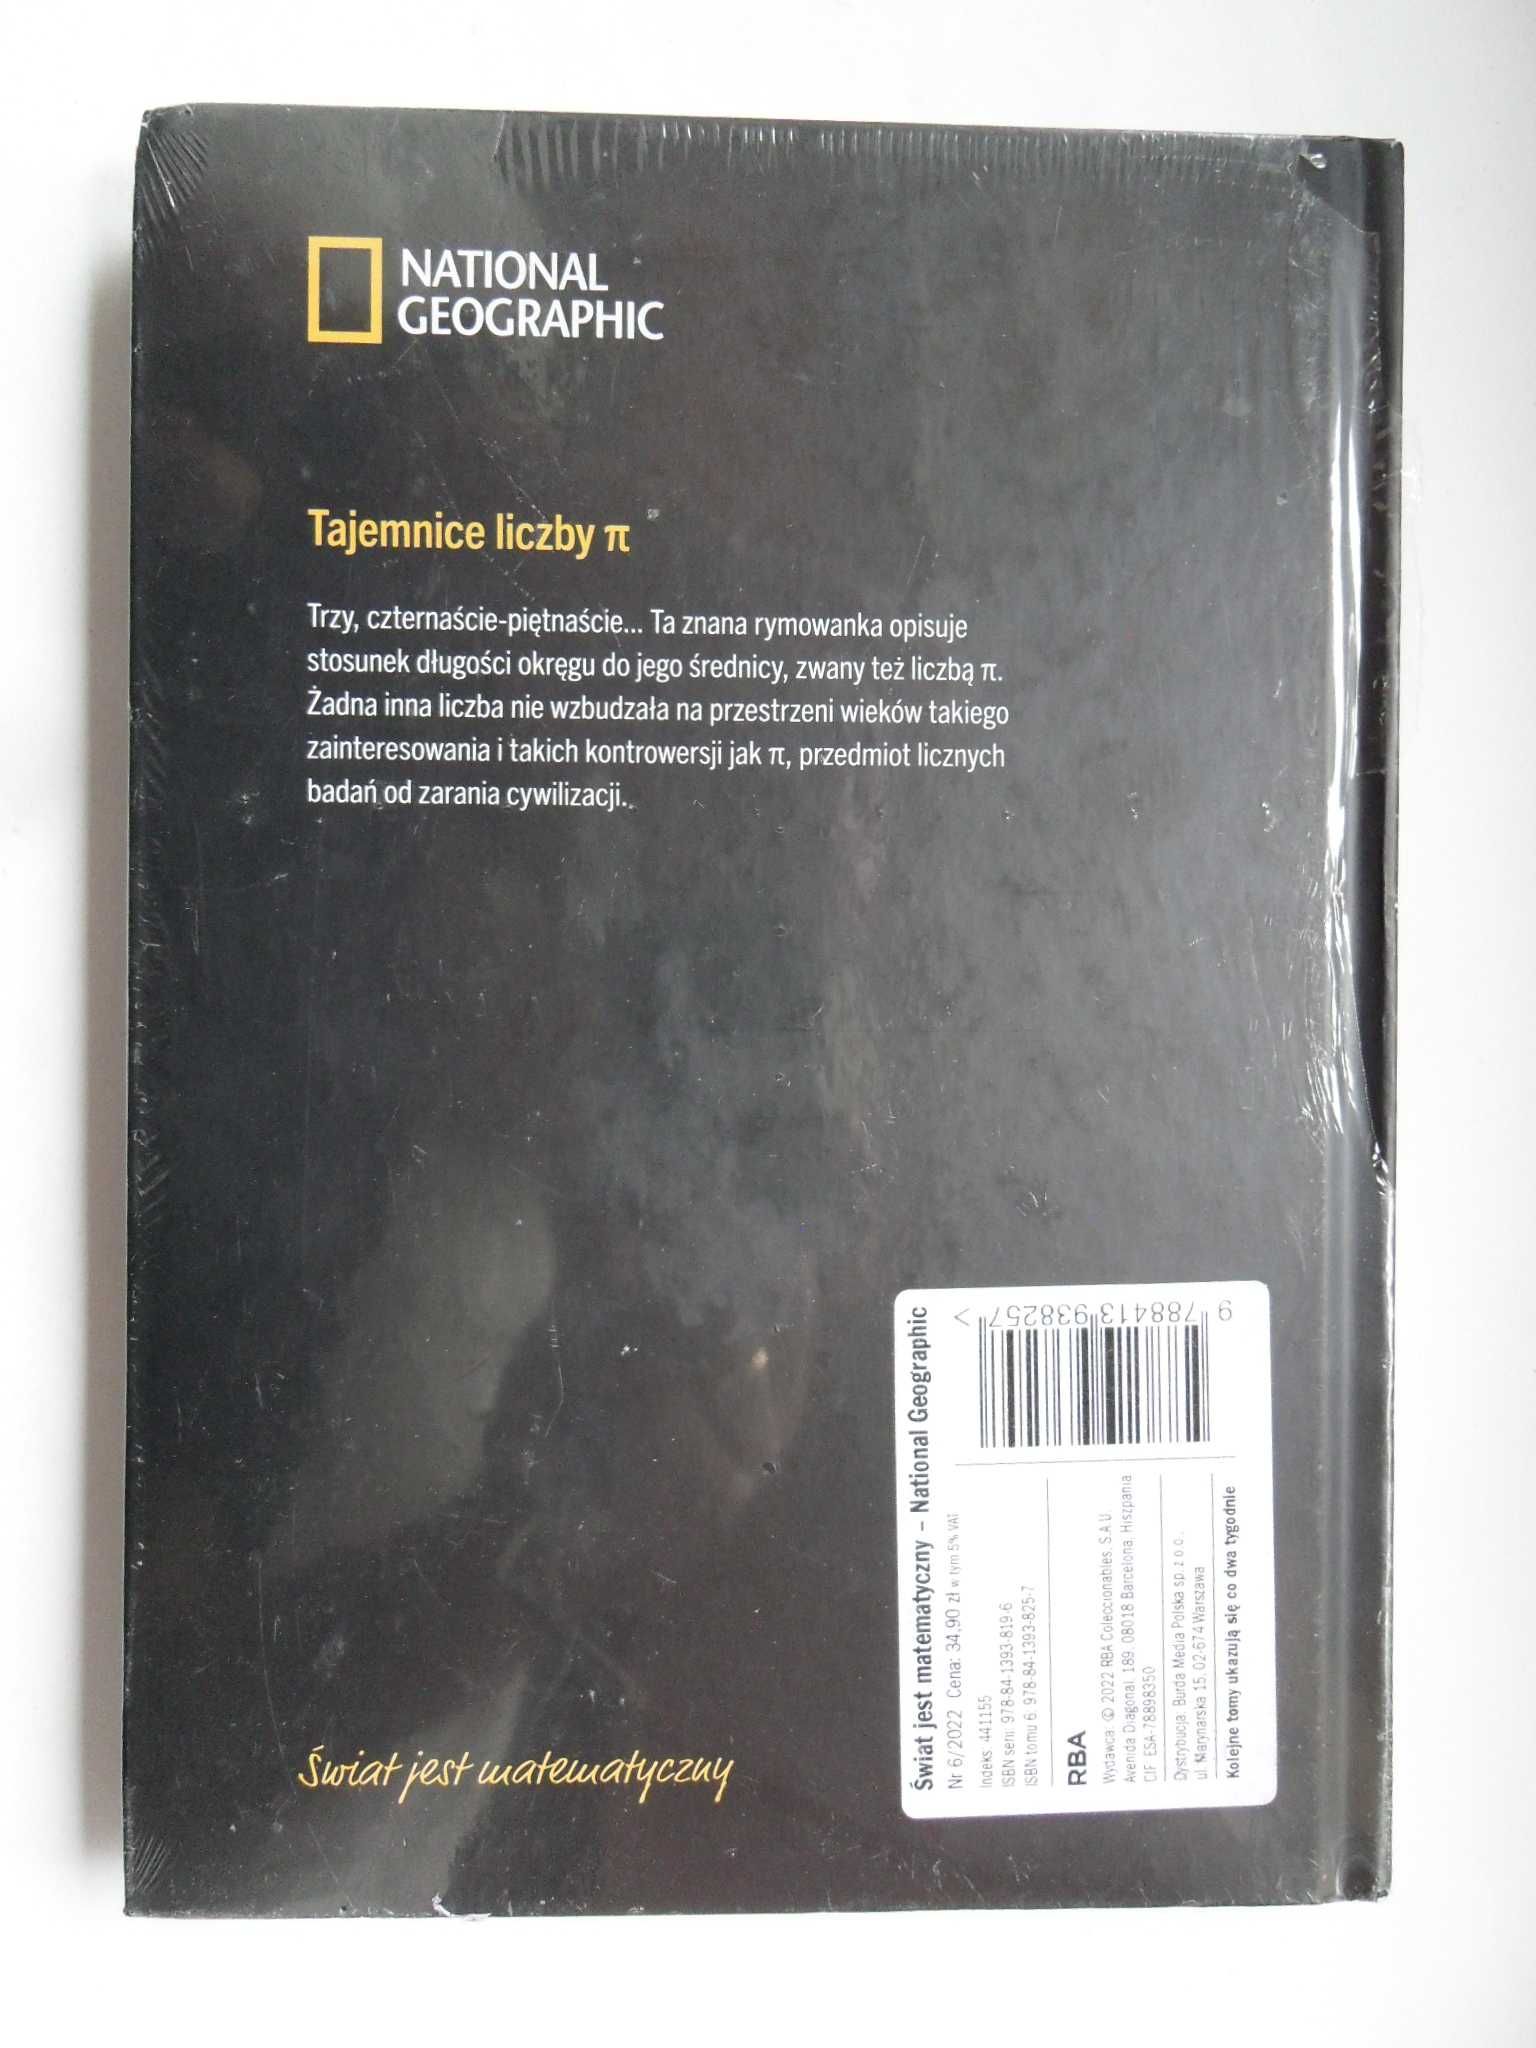 NATIONAL
GEOGRAPHIC
Tajemnice liczby π
Trzy, czternaście-piętnaście... Ta znana rymowanka opisuje
stosunek długości okręgu do jego średnicy, zwany też liczbą π.
Żadna inna liczba nie wzbudzała na przestrzeni wieków takiego
zainteresowania i takich kontrowersji jak π, przedmiot licznych
badań od zarania cywilizacji.
Świat jest matematyczny
Świat jest matematyczny – National Geographic
Nr 6/2022 Cena: 34,90 zł w tym 5% VAT
Indeks 441155
ISBN serii 978-84-1393-819-6
ISBN tomu 6 978-84-1393-825-7
RBA
Wydawca: © 2022 RBA Coleccionables, S.A.U.
Avenida Diagonal, 189, 08018 Barcelona, Hiszpania
CIF ESA-78898350
Dystrybucja: Burda Media Polska sp. z o.o.,
ul. Marynarska 15, 02-674 Warszawa
Kolejne tomy ukazują się co dwa tygodnie
9 788413 938257 >